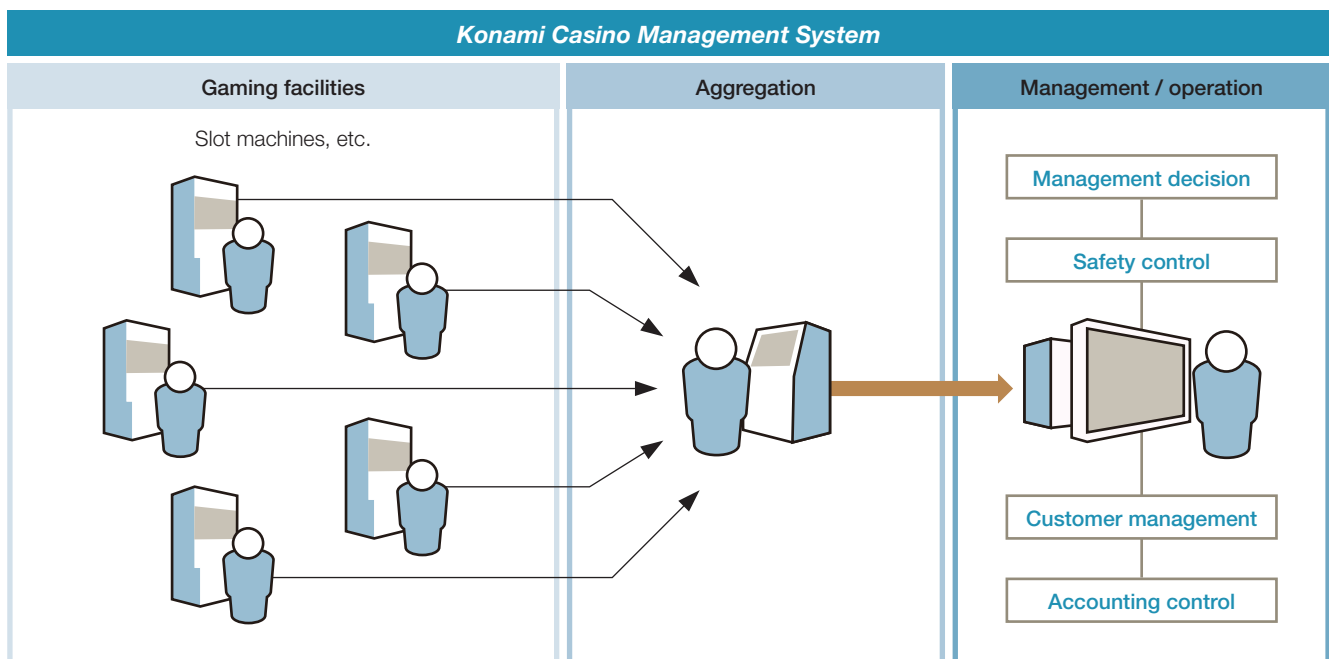 Konami Casino Management System
Gaming facilities
Aggregation
Management / operation
Slot machines, etc.
Management decision
Safety control
Customer management
Accounting control